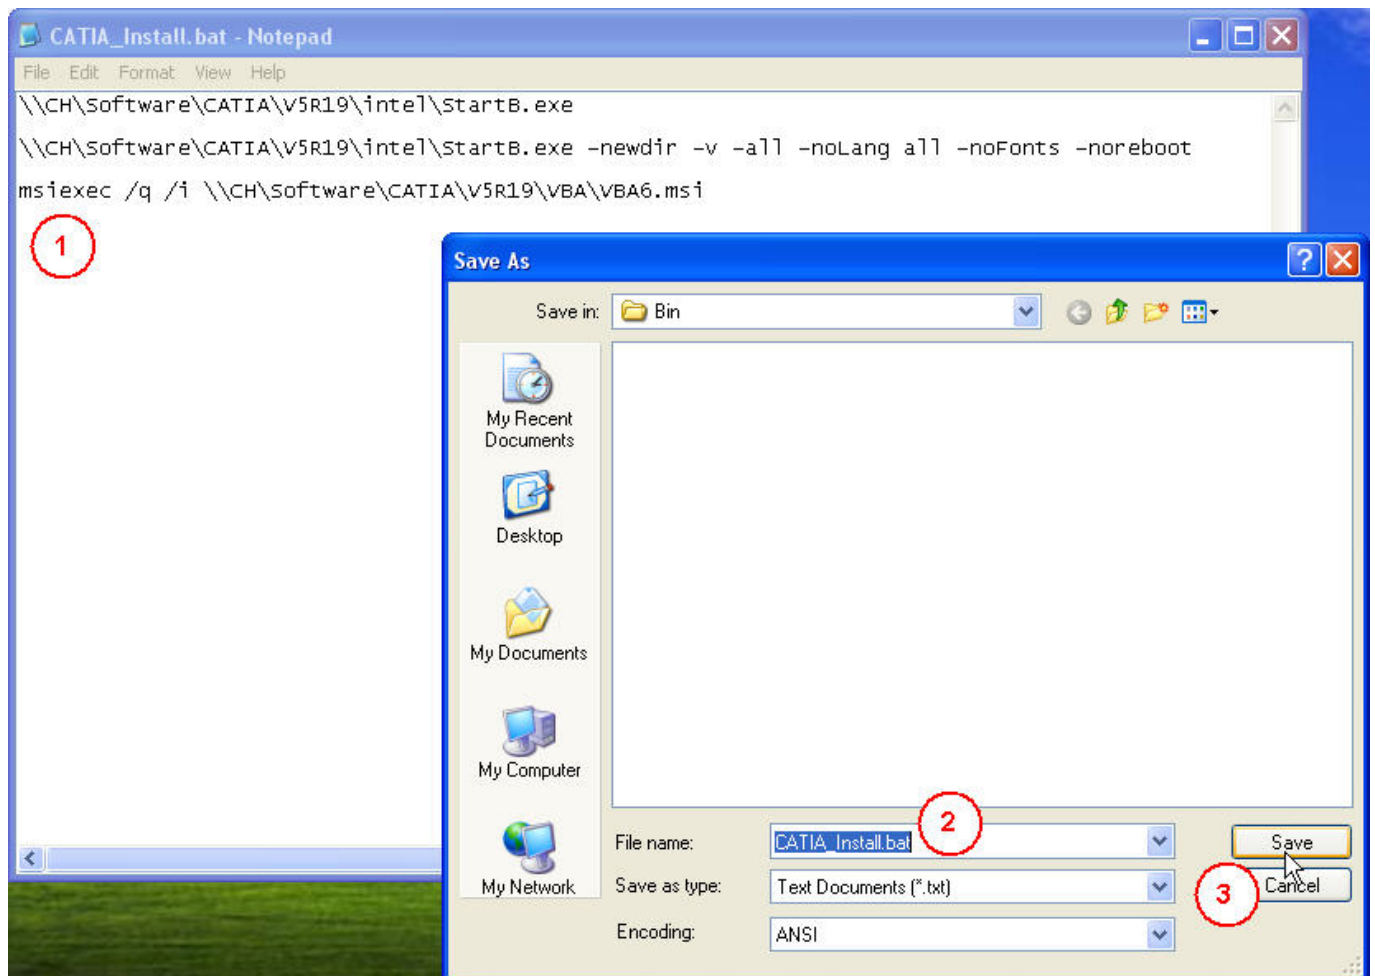 CATIA_Install.bat - Notepad
File Edit Format View Help
\\CH\Software\CATIA\V5R19\intel\StartB.exe
\\CH\Software\CATIA\V5R19\intel\StartB.exe -newdir -v -all -noLang all -noFonts -noreboot
msiexec /q /i \\CH\Software\CATIA\V5R19\VBA\VBA6.msi
1
Save As
Save in: Bin
My Recent
Documents
Desktop
My Documents
My Computer
My Network
2
File name: CATIA_Install.bat
Save
Save as type: Text Documents (*.txt)
Cancel
3
Encoding: ANSI